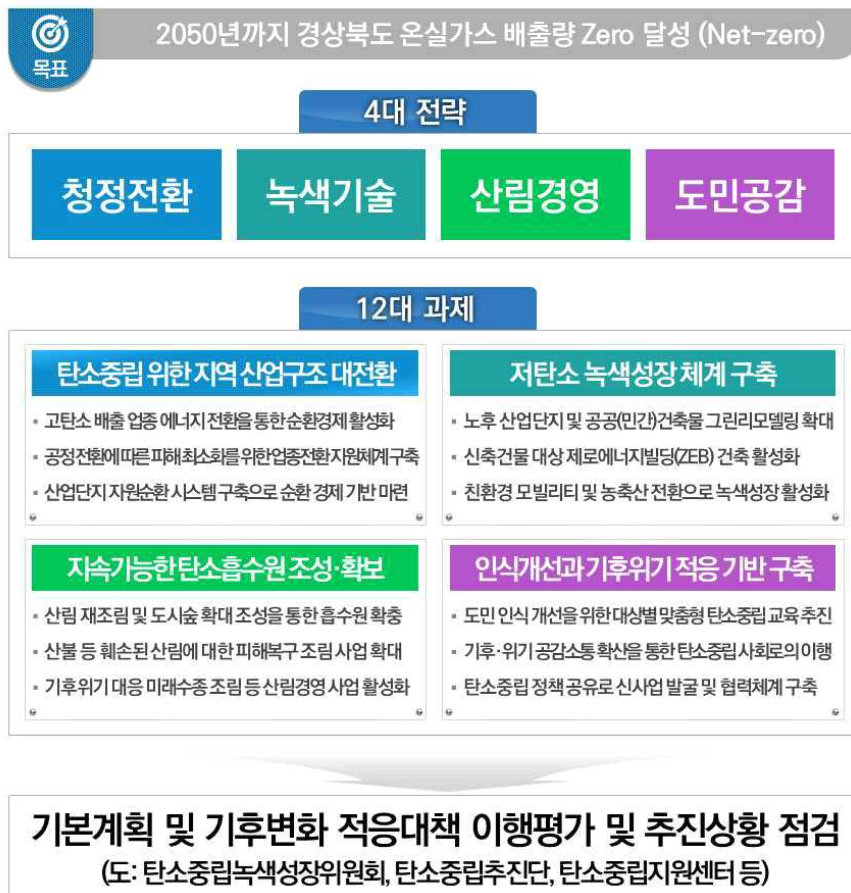 목표
2050년까지 경상북도 온실가스 배출량 Zero 달성 (Net-zero)
4대 전략
청정전환
녹색기술
산림경영
도민공감
12대 과제
탄소중립 위한 지역 산업구조 대전환
▪ 고탄소 배출 업종 에너지 전환을 통한 순환경제 활성화
▪ 공정 전환에 따른 피해 최소화를 위한 업종전환 지원체계 구축
▪ 산업단지 자원순환 시스템 구축으로 순환 경제 기반 마련
저탄소 녹색성장 체계 구축
▪ 노후 산업단지 및 공공(민간)건축물 그린리모델링 확대
▪ 신축건물 대상 제로에너지빌딩(ZEB) 건축 활성화
▪ 친환경 모빌리티 및 농축산 전환으로 녹색성장 활성화
지속가능한 탄소흡수원 조성·확보
▪ 산림 재조림 및 도시숲 확대 조성을 통한 흡수원 확충
▪ 산불 등 훼손된 산림에 대한 피해복구 조림 사업 확대
▪ 기후위기 대응 미래수종 조림 등 산림경영 사업 활성화
인식개선과 기후위기 적응 기반 구축
▪ 도민 인식 개선을 위한 대상별 맞춤형 탄소중립 교육 추진
▪ 기후·위기 공감소통 확산을 통한 탄소중립 사회로의 이행
▪ 탄소중립 정책 공유로 신사업 발굴 및 협력체계 구축
기본계획 및 기후변화 적응대책 이행평가 및 추진상황 점검
(도: 탄소중립녹색성장위원회, 탄소중립추진단, 탄소중립지원센터 등)